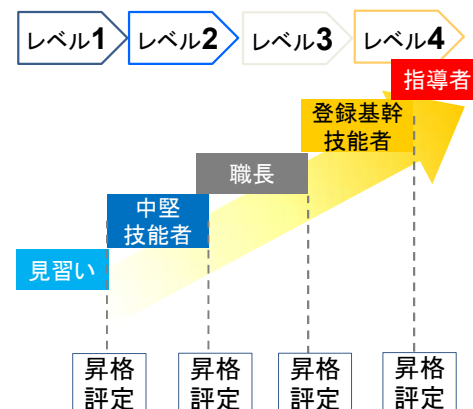 レベル1
レベル2
レベル3
レベル4
指導者
登録基幹
技能者
職長
中堅
技能者
見習い
昇格
評定
昇格
評定
昇格
評定
昇格
評定